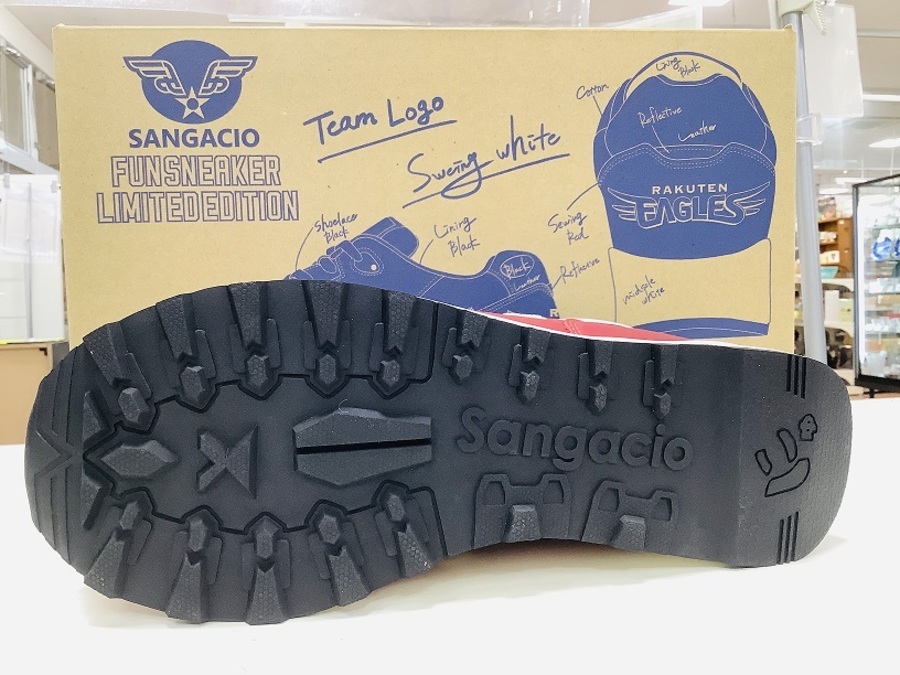 SANGACIO
FUNSNEAKER
LIMITED EDITION
Team Logo
Sweing white
Shoelace
Black
Lining
Black
Black
Leather
Reflective
Cotton
Lining
Black
Reflective
Leather
Sewing
Red
RAKUTEN
EAGLES
midsole
white
Sangacio